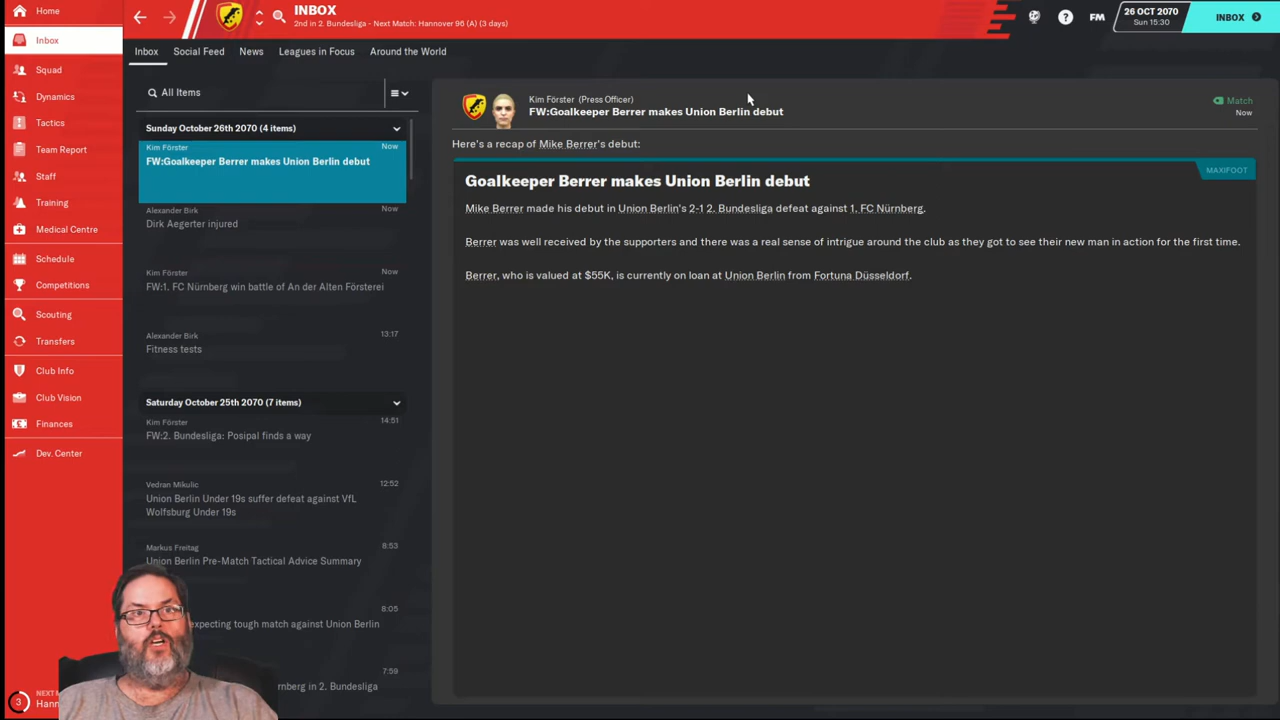 Home
Inbox
Squad
Dynamics
Tactics
Team Report
Staff
Training
Medical Centre
Schedule
Competitions
Scouting
Transfers
Club Info
Club Vision
Finances
Dev. Center
3
INBOX
2nd in 2. Bundesliga - Next Match: Hannover 96 (A) (3 days)
?
FM
26 OCT 2070
Sun 15:30
INBOX
Inbox
Social Feed
News
Leagues in Focus
Around the World
All Items
Sunday October 26th 2070 (4 items)
Kim Förster
Now
FW:Goalkeeper Berrer makes Union Berlin debut
Alexander Birk
Now
Dirk Aegerter injured
Kim Förster
Now
FW:1. FC Nürnberg win battle of An der Alten Försterei
Alexander Birk
13:17
Fitness tests
Saturday October 25th 2070 (7 items)
Kim Förster
14:51
FW:2. Bundesliga: Posipal finds a way
Vedran Mikulic
12:52
Union Berlin Under 19s suffer defeat against VfL
Wolfsburg Under 19s
Markus Freitag
8:53
Union Berlin Pre-Match Tactical Advice Summary
8:05
expecting tough match against Union Berlin
7:59
in 2. Bundesliga
Kim Förster (Press Officer)
FW:Goalkeeper Berrer makes Union Berlin debut
Match
Now
Here's a recap of Mike Berrer's debut:
MAXIFOOT
Goalkeeper Berrer makes Union Berlin debut
Mike Berrer made his debut in Union Berlin's 2-1 2. Bundesliga defeat against 1. FC Nürnberg.
Berrer was well received by the supporters and there was a real sense of intrigue around the club as they got to see their new man in action for the first time.
Berrer, who is valued at $55K, is currently on loan at Union Berlin from Fortuna Düsseldorf.